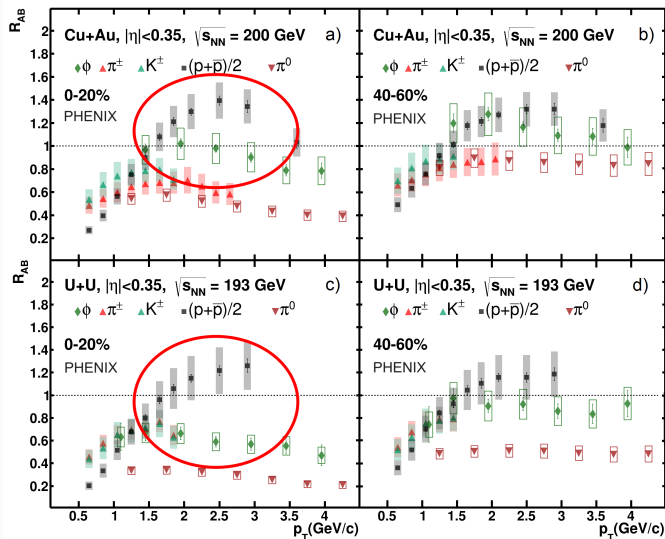 R_AB
Cu+Au, |η|<0.35, √s_NN = 200 GeV a)
◆ϕ ▲π± ▲K± ▪(p+p̅)/2 ▼π⁰
0-20%
PHENIX
2
1.8
1.6
1.4
1.2
1
0.8
0.6
0.4
0.2
Cu+Au, |η|<0.35, √s_NN = 200 GeV b)
◆ϕ ▲π± ▲K± ▪(p+p̅)/2 ▼π⁰
40-60%
PHENIX
R_AB
U+U, |η|<0.35, √s_NN = 193 GeV c)
◆ϕ ▲π± ▲K± ▪(p+p̅)/2 ▼π⁰
0-20%
PHENIX
2
1.8
1.6
1.4
1.2
1
0.8
0.6
0.4
0.2
0.5 1 1.5 2 2.5 3 3.5 4
p_T(GeV/c)
U+U, |η|<0.35, √s_NN = 193 GeV d)
◆ϕ ▲π± ▲K± ▪(p+p̅)/2 ▼π⁰
40-60%
PHENIX
0.5 1 1.5 2 2.5 3 3.5 4
p_T(GeV/c)